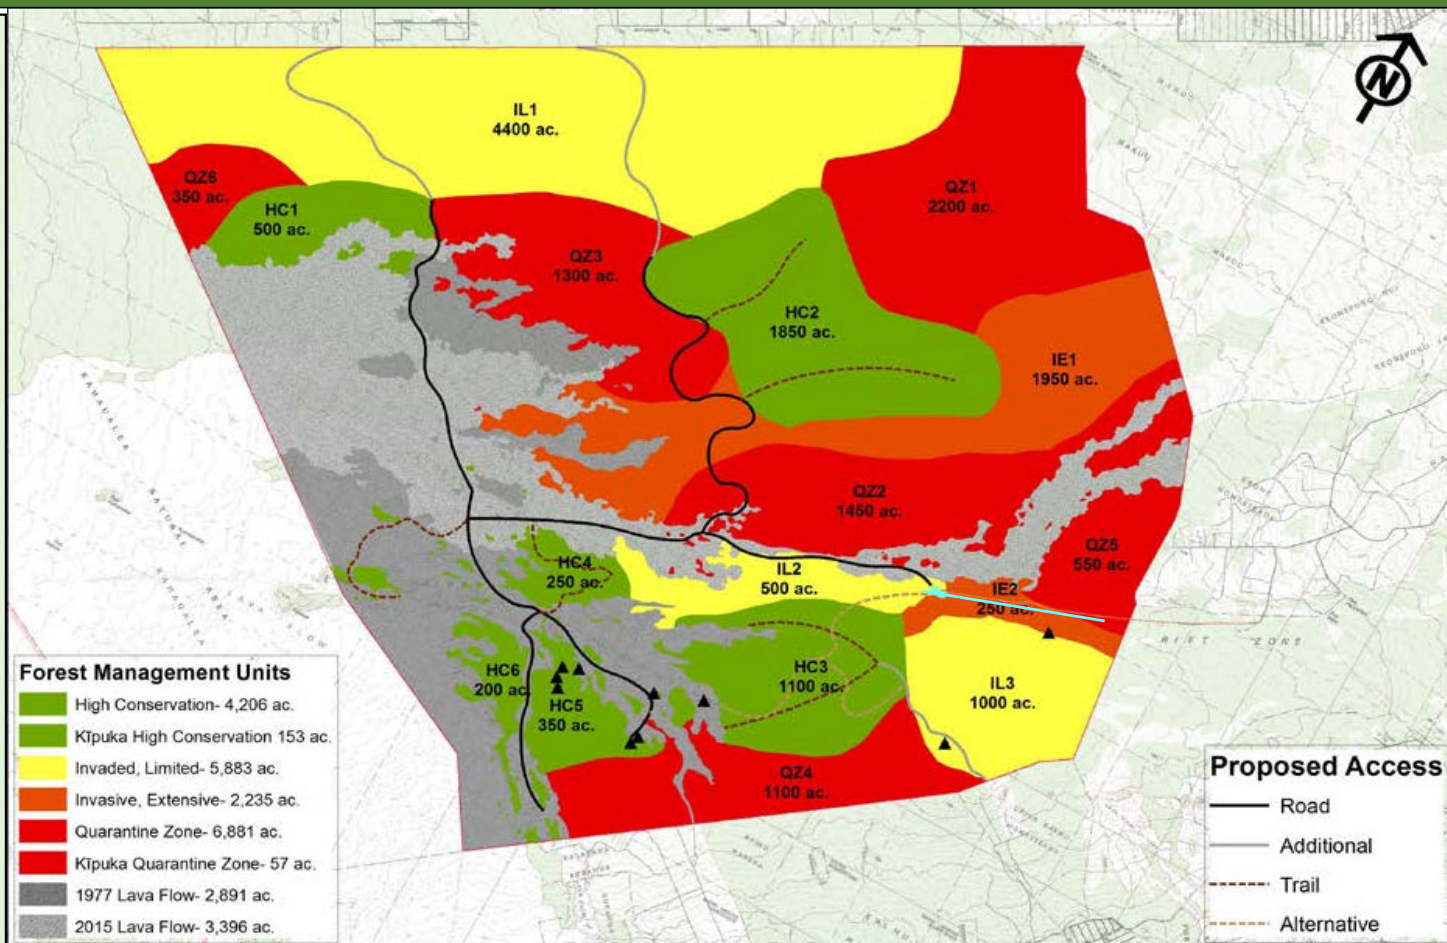 N
IL1
4400 ac.
QZ6
350 ac.
HC1
500 ac.
QZ1
2200 ac.
QZ3
1300 ac.
HC2
1850 ac.
IE1
1950 ac.
QZ2
1450 ac.
QZ5
550 ac.
HC4
250 ac.
IL2
500 ac.
IE2
250 ac.
HC6
200 ac.
HC5
350 ac.
HC3
1100 ac.
IL3
1000 ac.
QZ4
1100 ac.
RIFT ZONE
KAHAUALEA
NATURAL
Forest Management Units
High Conservation- 4,206 ac.
Kīpuka High Conservation 153 ac.
Invaded, Limited- 5,883 ac.
Invasive, Extensive- 2,235 ac.
Quarantine Zone- 6,881 ac.
Kīpuka Quarantine Zone- 57 ac.
1977 Lava Flow- 2,891 ac.
2015 Lava Flow- 3,396 ac.
Proposed Access
Road
Additional
Trail
Alternative